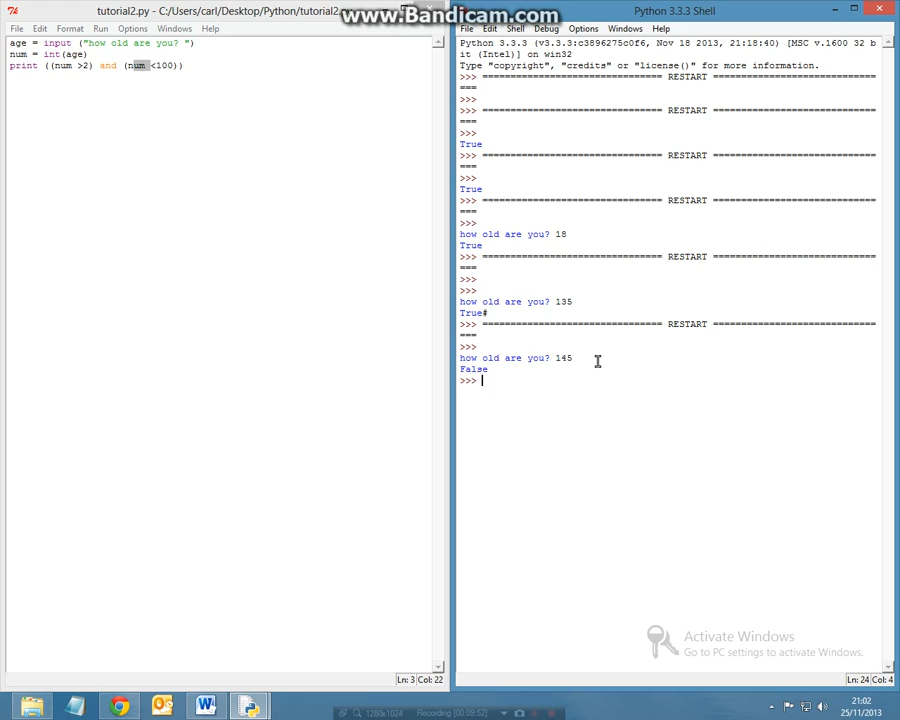 tutorial2.py - C:/Users/carl/Desktop/Python/tutorial2.py
www.Bandicam.com
Python 3.3.3 Shell
File Edit Format Run Options Windows Help
File Edit Shell Debug Options Windows Help
age = input ("how old are you? ")
num = int(age)
print ((num >2) and (num <100))
Python 3.3.3 (v3.3.3:c3896275c0f6, Nov 18 2013, 21:18:40) [MSC v.1600 32 b
it (Intel)] on win32
Type "copyright", "credits" or "license()" for more information.
>>> ================================ RESTART ================================
===
>>>
>>> ================================ RESTART ================================
===
>>>
True
>>> ================================ RESTART ================================
===
>>>
True
>>> ================================ RESTART ================================
===
>>>
how old are you? 18
True
>>> ================================ RESTART ================================
===
>>>
>>>
how old are you? 135
True#
>>> ================================ RESTART ================================
===
>>>
how old are you? 145
False
>>>
Activate Windows
Go to PC settings to activate Windows.
Ln: 3 Col: 22
Ln: 24 Col: 4
1280x1024
Recording [00:09:52]
21:02
25/11/2013